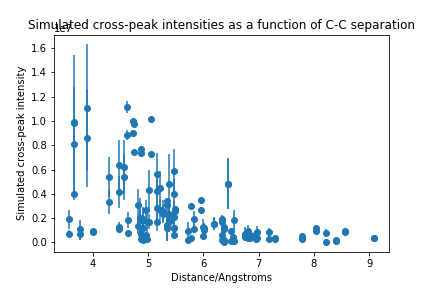 Simulated cross-peak intensities as a function of C-C separation
1e7
1.6
1.4
1.2
1.0
0.8
0.6
0.4
0.2
0.0
Simulated cross-peak intensity
4 5 6 7 8 9
Distance/Angstroms